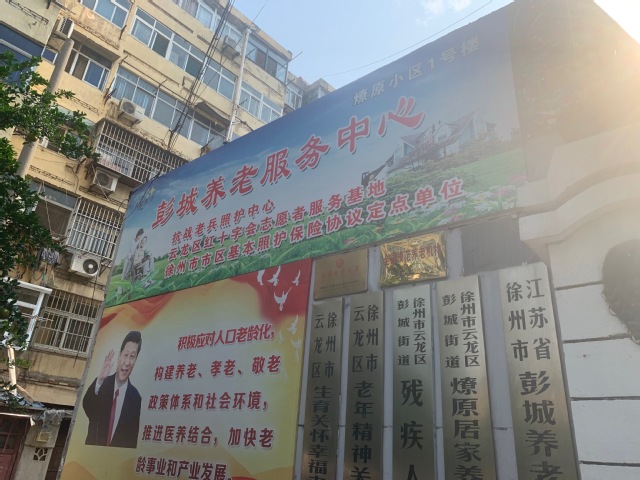 燎原小区1号楼
彭城养老服务中心
抗战老兵照护中心
云龙区红十字会志愿者服务基地
徐州市市区基本照护保险协议定点单位
积极应对人口老龄化
构建养老、孝老、敬老
政策体系和社会环境，
推进医养结合，加快老
龄事业和产业发展。
徐州市
云龙区
生育关怀幸福
徐州市
云龙区
老年精神关
徐州市云龙区
彭城街道
残疾人
徐州市云龙区
彭城街道
燎原居家养
江苏省
徐州市
彭城养老